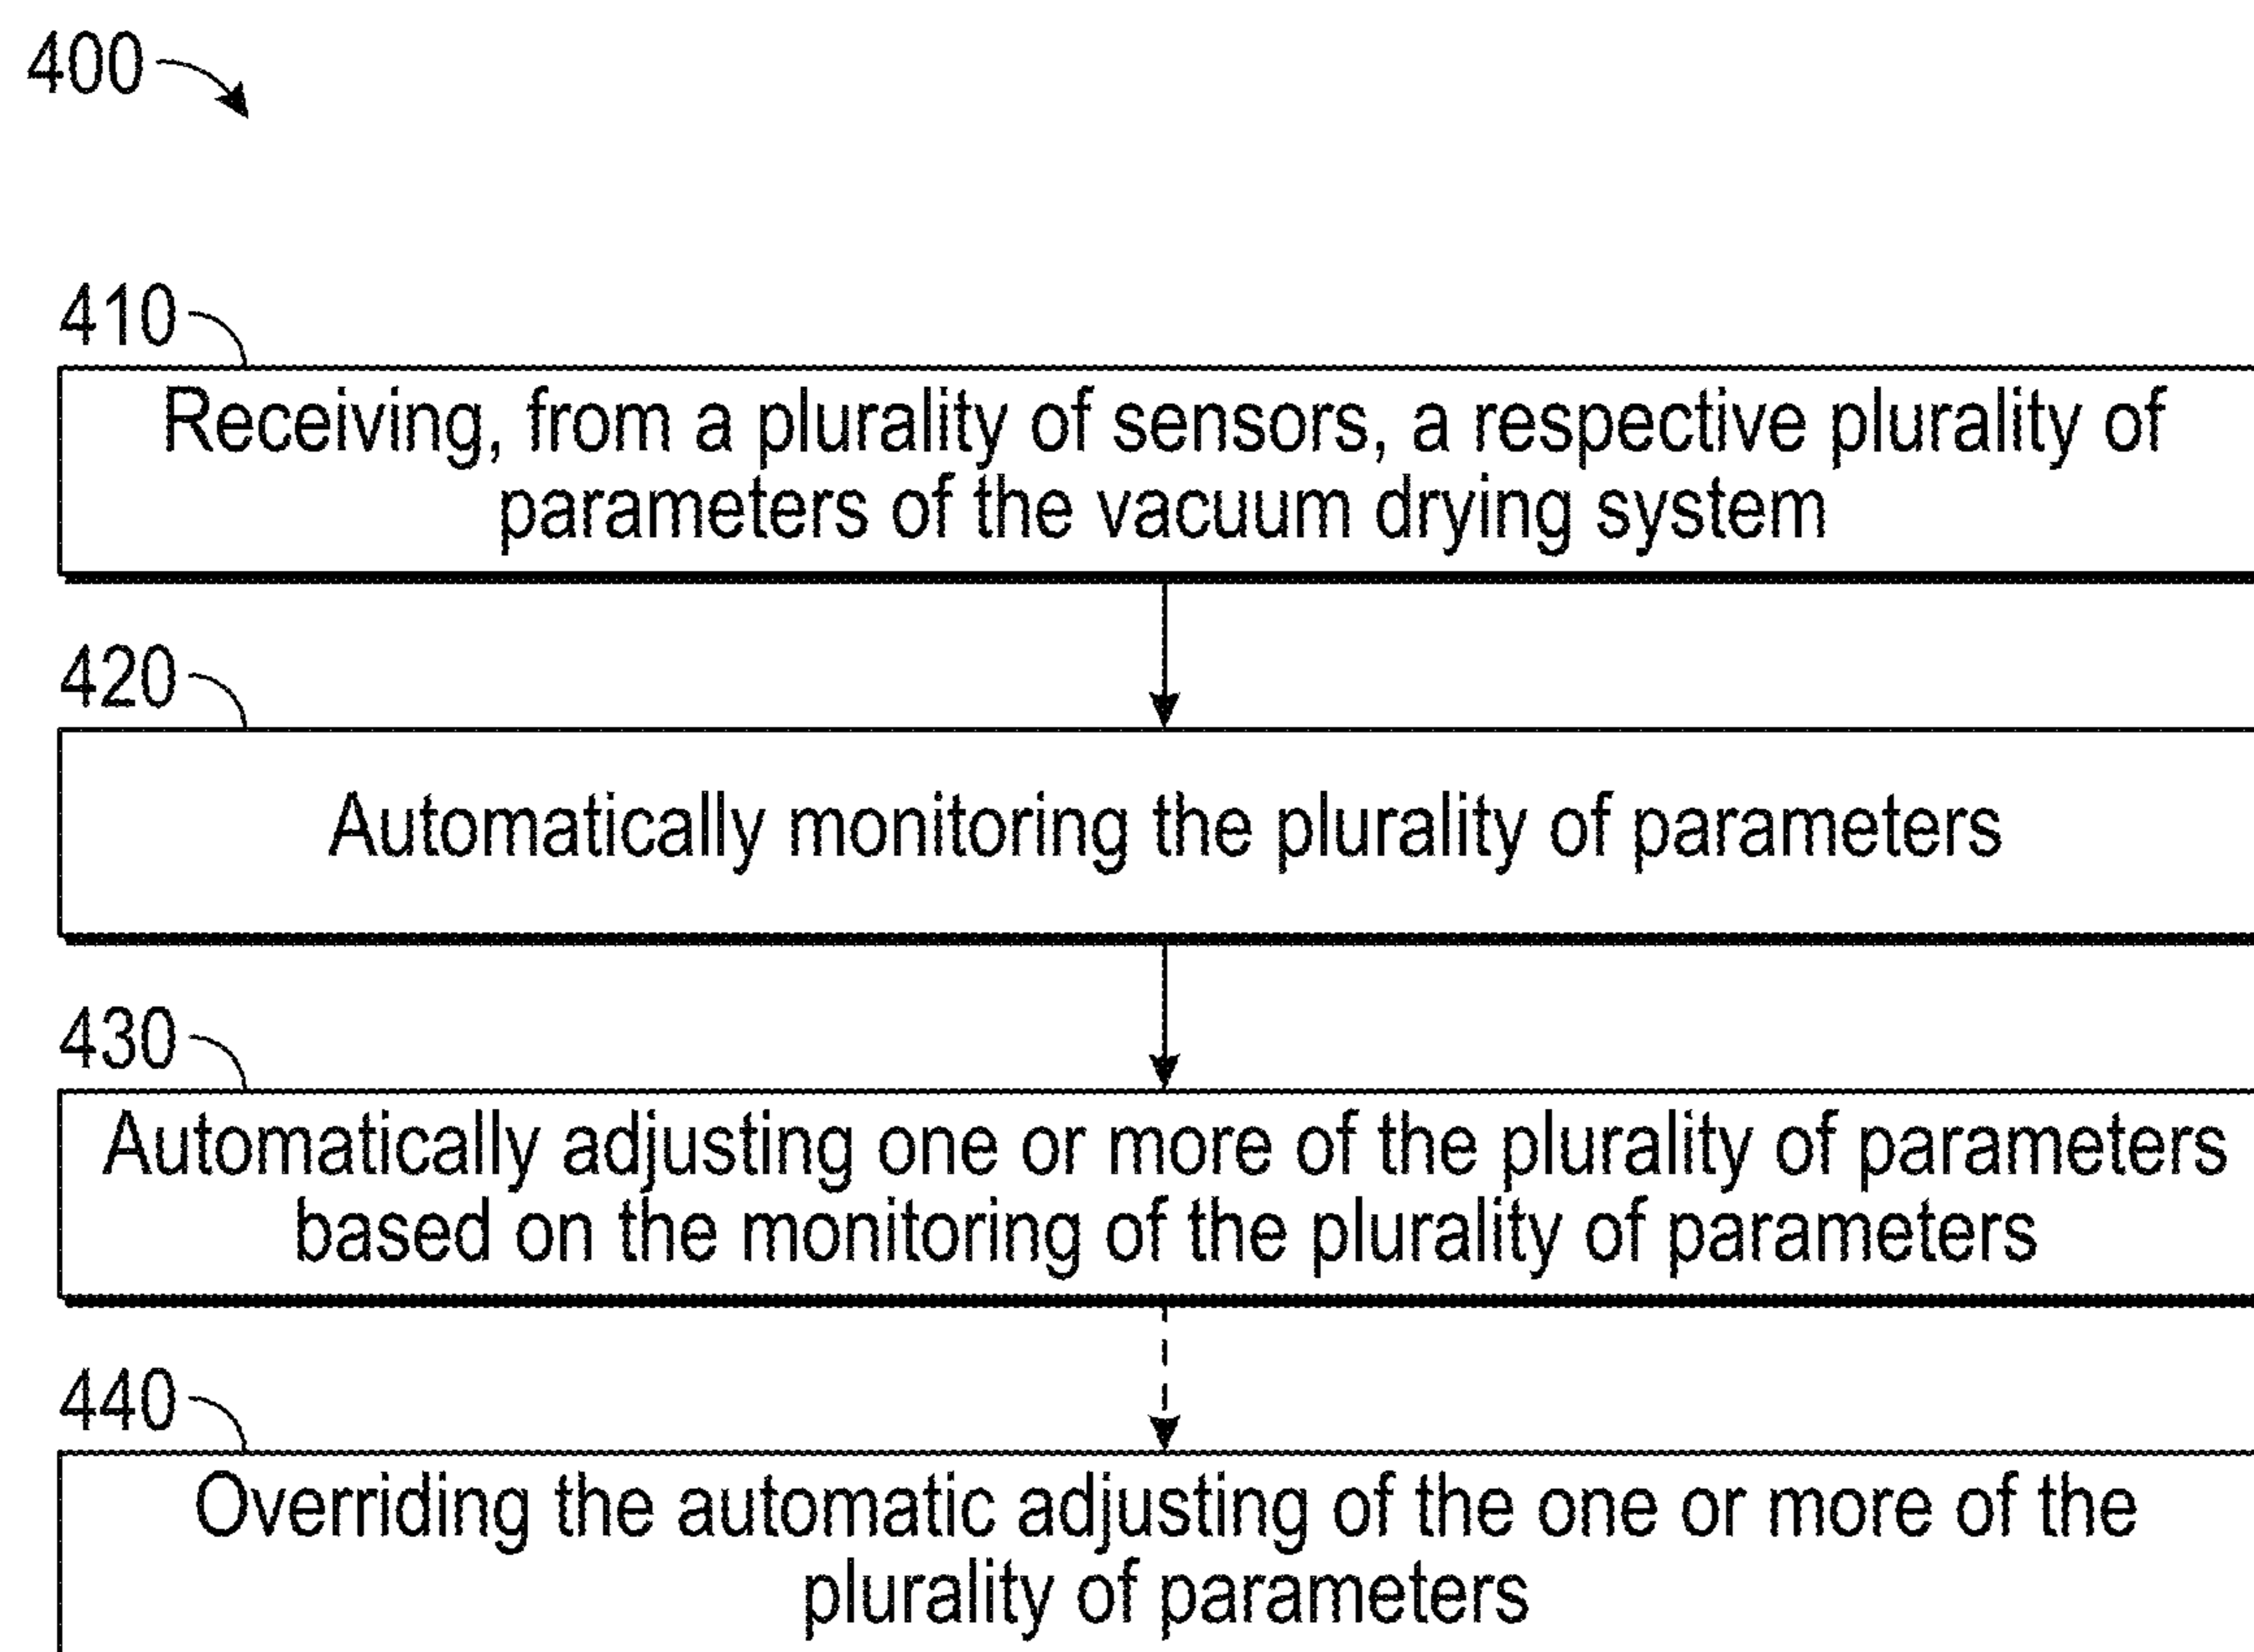 400
410
Receiving, from a plurality of sensors, a respective plurality of
parameters of the vacuum drying system
420
Automatically monitoring the plurality of parameters
430
Automatically adjusting one or more of the plurality of parameters
based on the monitoring of the plurality of parameters
440
Overriding the automatic adjusting of the one or more of the
plurality of parameters